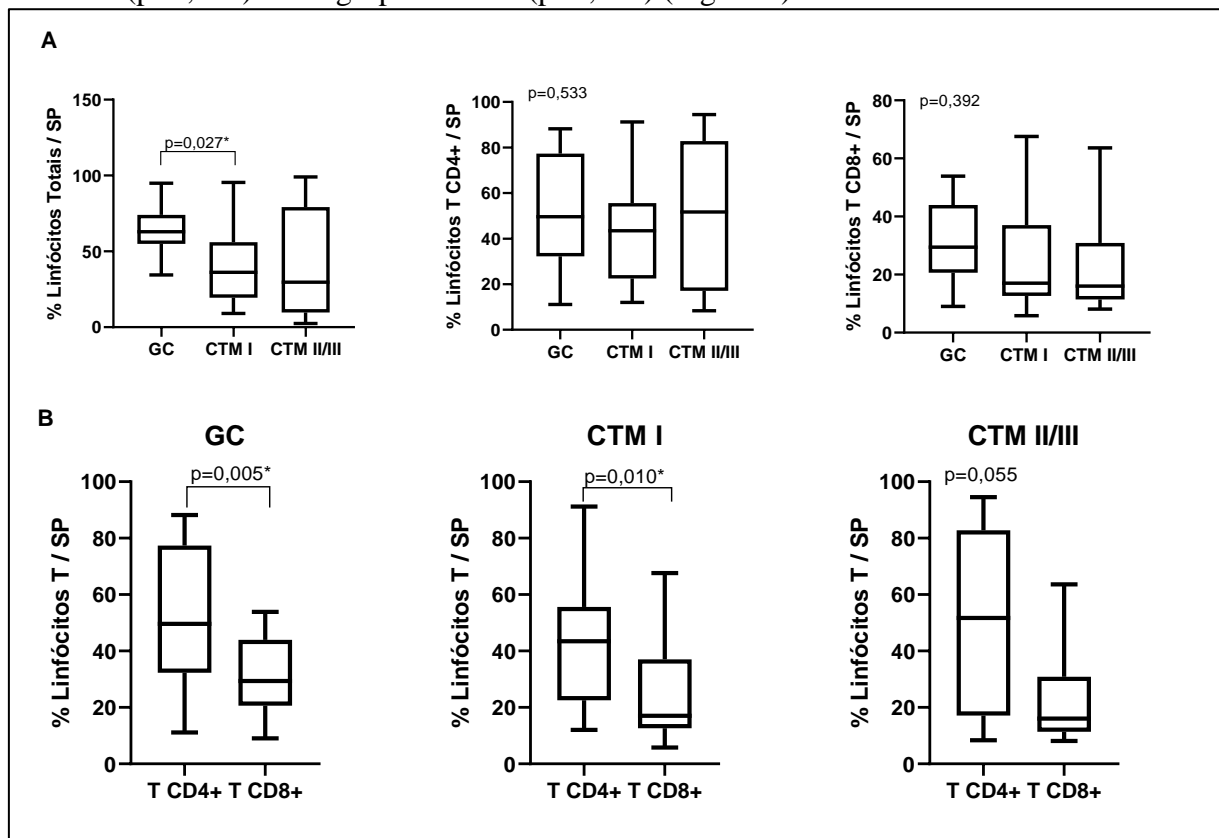 A
% Linfócitos Totais / SP
150
100
50
0
p=0,027*
GC CTM I CTM II/III
% Linfócitos T CD4+ / SP
100
80
60
40
20
0
p=0,533
GC CTM I CTM II/III
% Linfócitos T CD8+ / SP
80
60
40
20
0
p=0,392
GC CTM I CTM II/III
B
GC
% Linfócitos T / SP
100
80
60
40
20
0
p=0,005*
T CD4+ T CD8+
CTM I
% Linfócitos T / SP
100
80
60
40
20
0
p=0,010*
T CD4+ T CD8+
CTM II/III
% Linfócitos T / SP
100
80
60
40
20
0
p=0,055
T CD4+ T CD8+